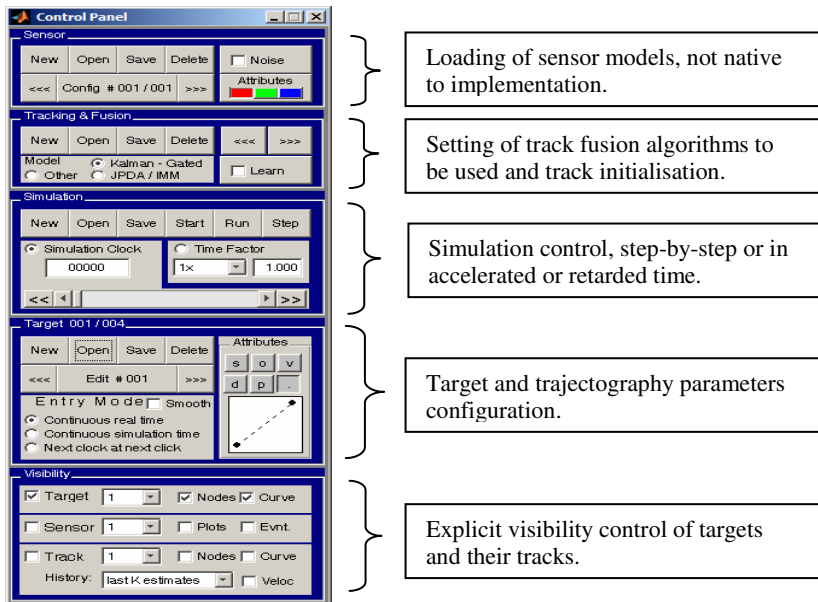 Control Panel
Sensor
New Open Save Delete
Noise
<<< Config # 001 / 001 >>>
Attributes
Loading of sensor models, not native
to implementation.
Tracking & Fusion
New Open Save Delete <<< >>>
Model
Kalman - Gated
Other
JPDA / IMM
Learn
Setting of track fusion algorithms to
be used and track initialisation.
Simulation
New Open Save Start Run Step
Simulation Clock
00000
Time Factor
1x 1.000
<< >>
Simulation control, step-by-step or in
accelerated or retarded time.
Target 001 / 004
New Open Save Delete
<<< Edit # 001 >>>
Entry Mode Smooth
Continuous real time
Continuous simulation time
Next clock at next click
Attributes
s o v
d p .
Target and trajectography parameters
configuration.
Visibility
Target 1 Nodes Curve
Sensor 1 Plots Evnt.
Track 1 Nodes Curve
History: last K estimates Veloc
Explicit visibility control of targets
and their tracks.